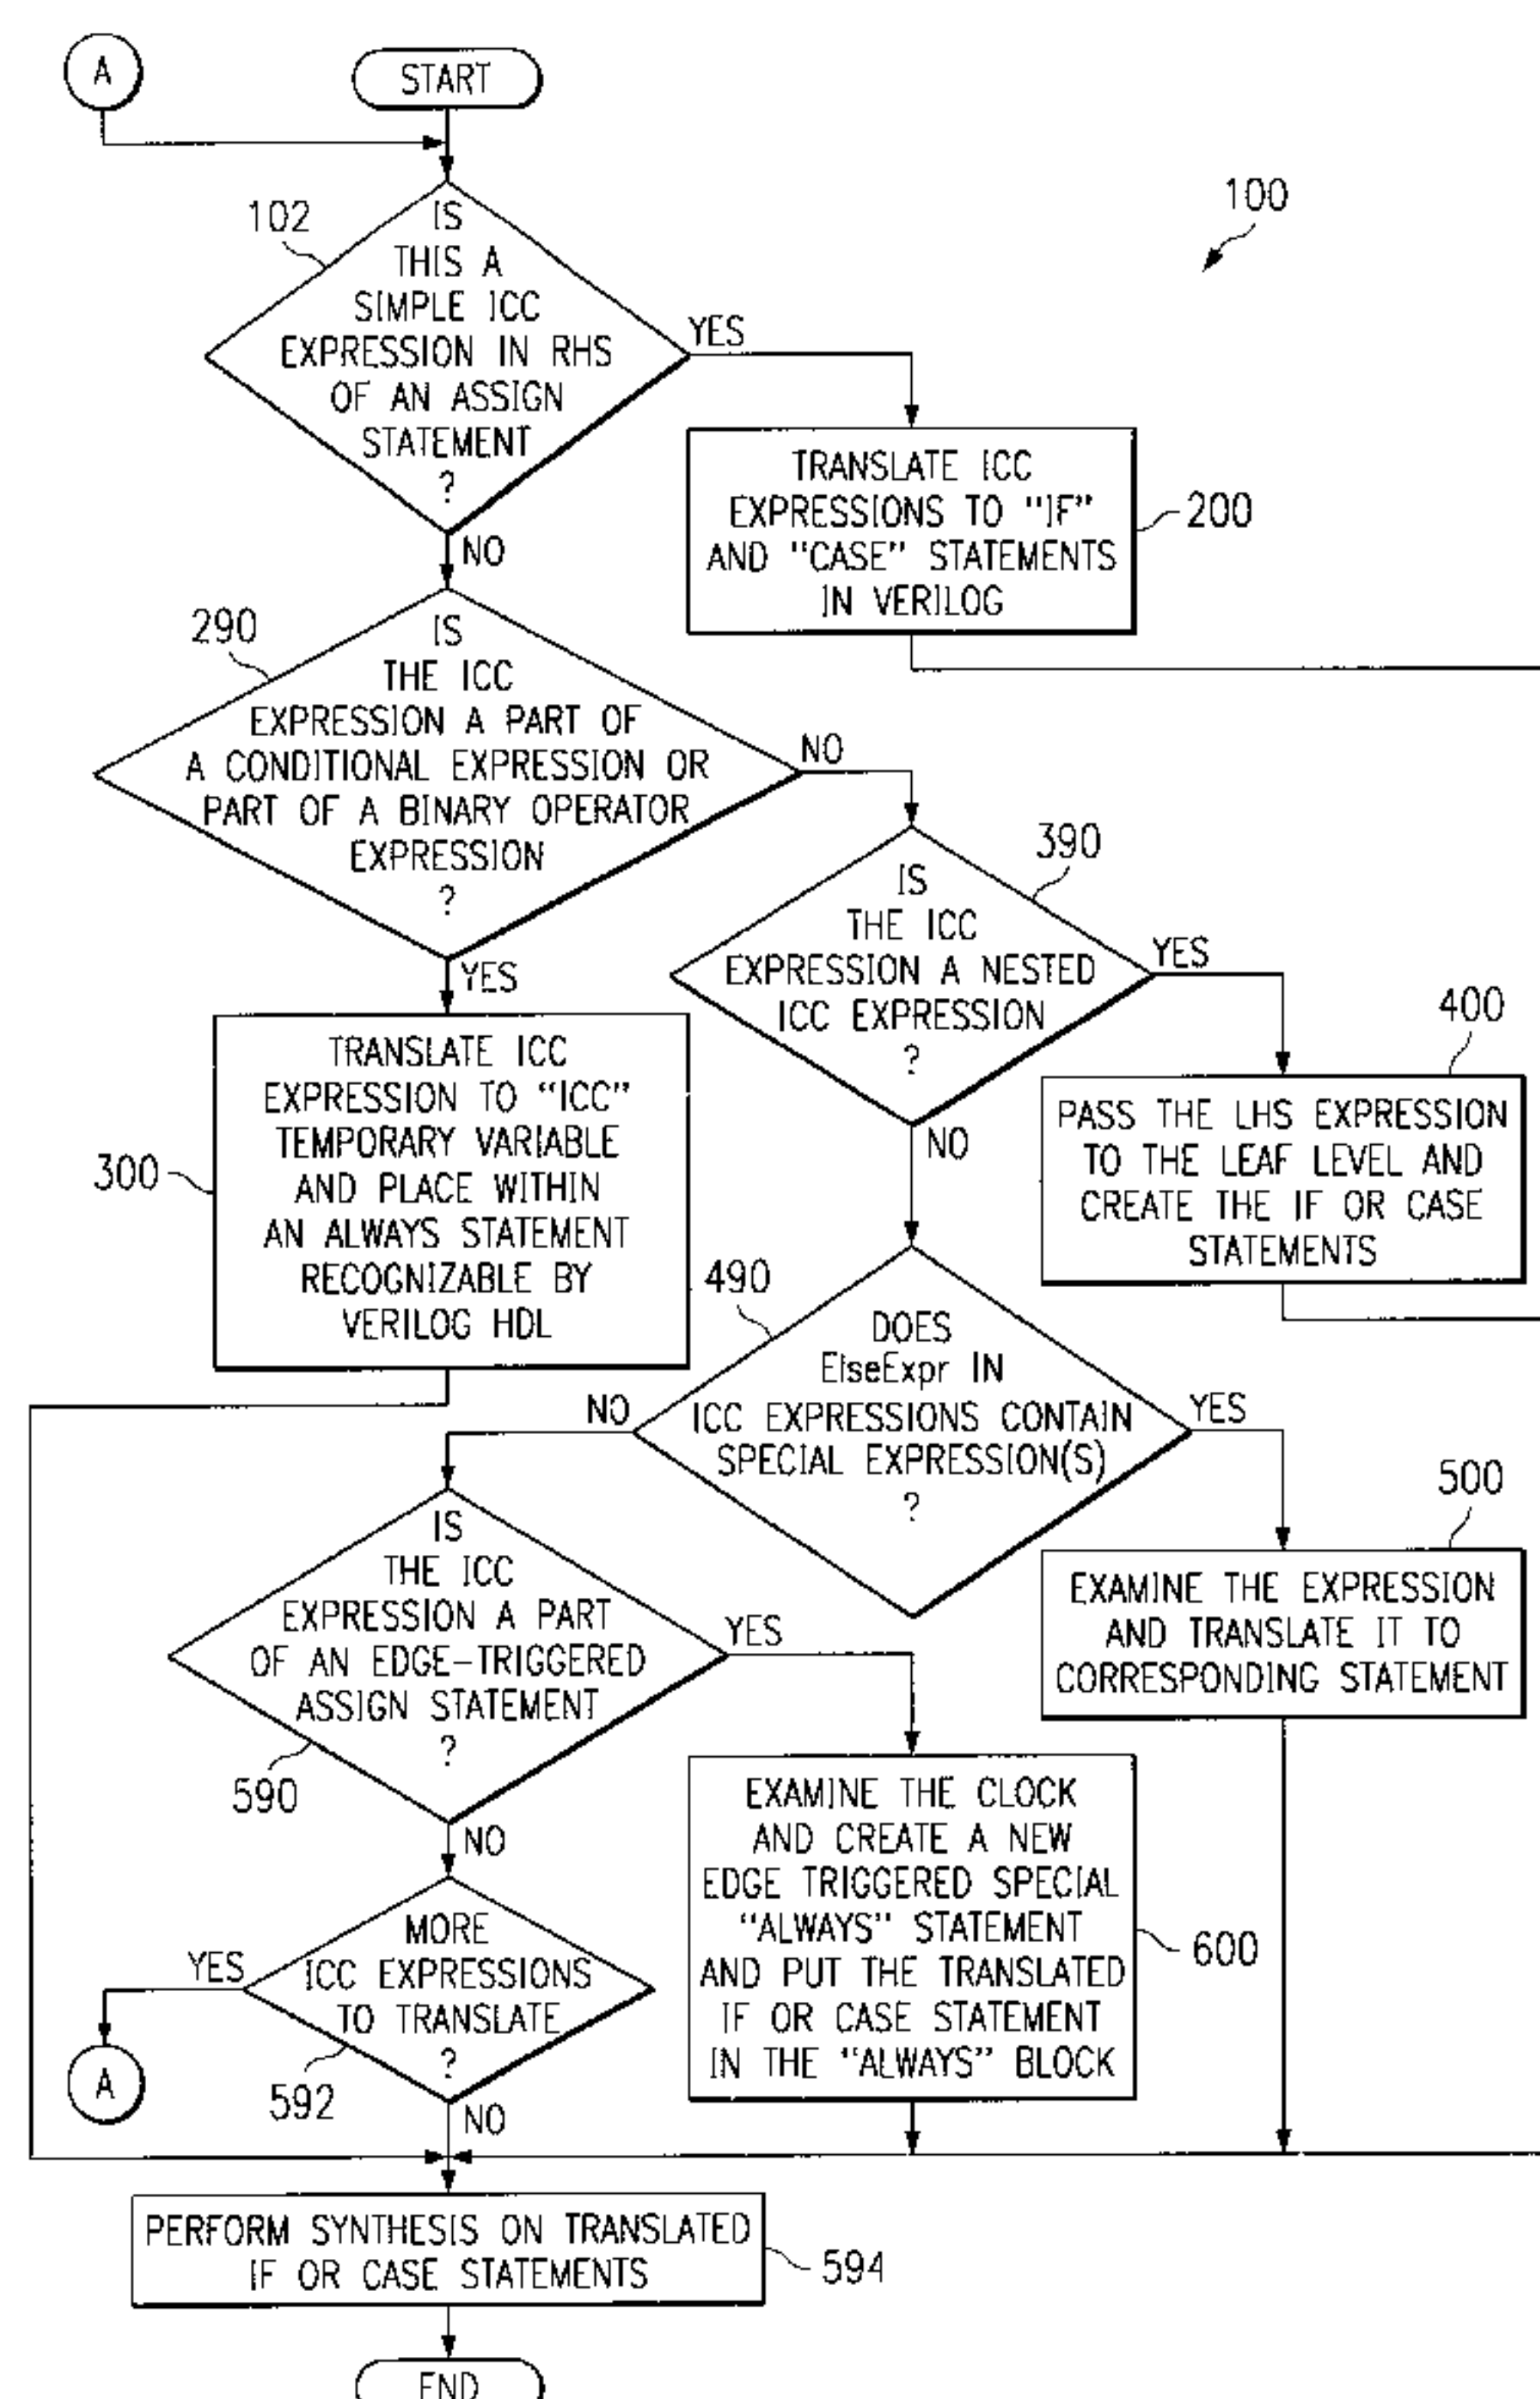 A
START
100
102
IS
THIS A
SIMPLE ICC
EXPRESSION IN RHS
OF AN ASSIGN
STATEMENT
?
YES
NO
TRANSLATE ICC
EXPRESSIONS TO "IF"
AND "CASE" STATEMENTS
IN VERILOG
200
290
IS
THE ICC
EXPRESSION A PART OF
A CONDITIONAL EXPRESSION OR
PART OF A BINARY OPERATOR
EXPRESSION
?
NO
YES
390
IS
THE ICC
EXPRESSION A NESTED
ICC EXPRESSION
?
YES
NO
400
PASS THE LHS EXPRESSION
TO THE LEAF LEVEL AND
CREATE THE IF OR CASE
STATEMENTS
TRANSLATE ICC
EXPRESSION TO "ICC"
TEMPORARY VARIABLE
AND PLACE WITHIN
AN ALWAYS STATEMENT
RECOGNIZABLE BY
VERILOG HDL
300
490
DOES
ElseExpr IN
ICC EXPRESSIONS CONTAIN
SPECIAL EXPRESSION(S)
?
NO
YES
500
EXAMINE THE EXPRESSION
AND TRANSLATE IT TO
CORRESPONDING STATEMENT
IS
THE ICC
EXPRESSION A PART
OF AN EDGE-TRIGGERED
ASSIGN STATEMENT
?
590
YES
NO
EXAMINE THE CLOCK
AND CREATE A NEW
EDGE TRIGGERED SPECIAL
"ALWAYS" STATEMENT
AND PUT THE TRANSLATED
IF OR CASE STATEMENT
IN THE "ALWAYS" BLOCK
600
MORE
ICC EXPRESSIONS
TO TRANSLATE
?
592
YES
A
NO
PERFORM SYNTHESIS ON TRANSLATED
IF OR CASE STATEMENTS
594
END